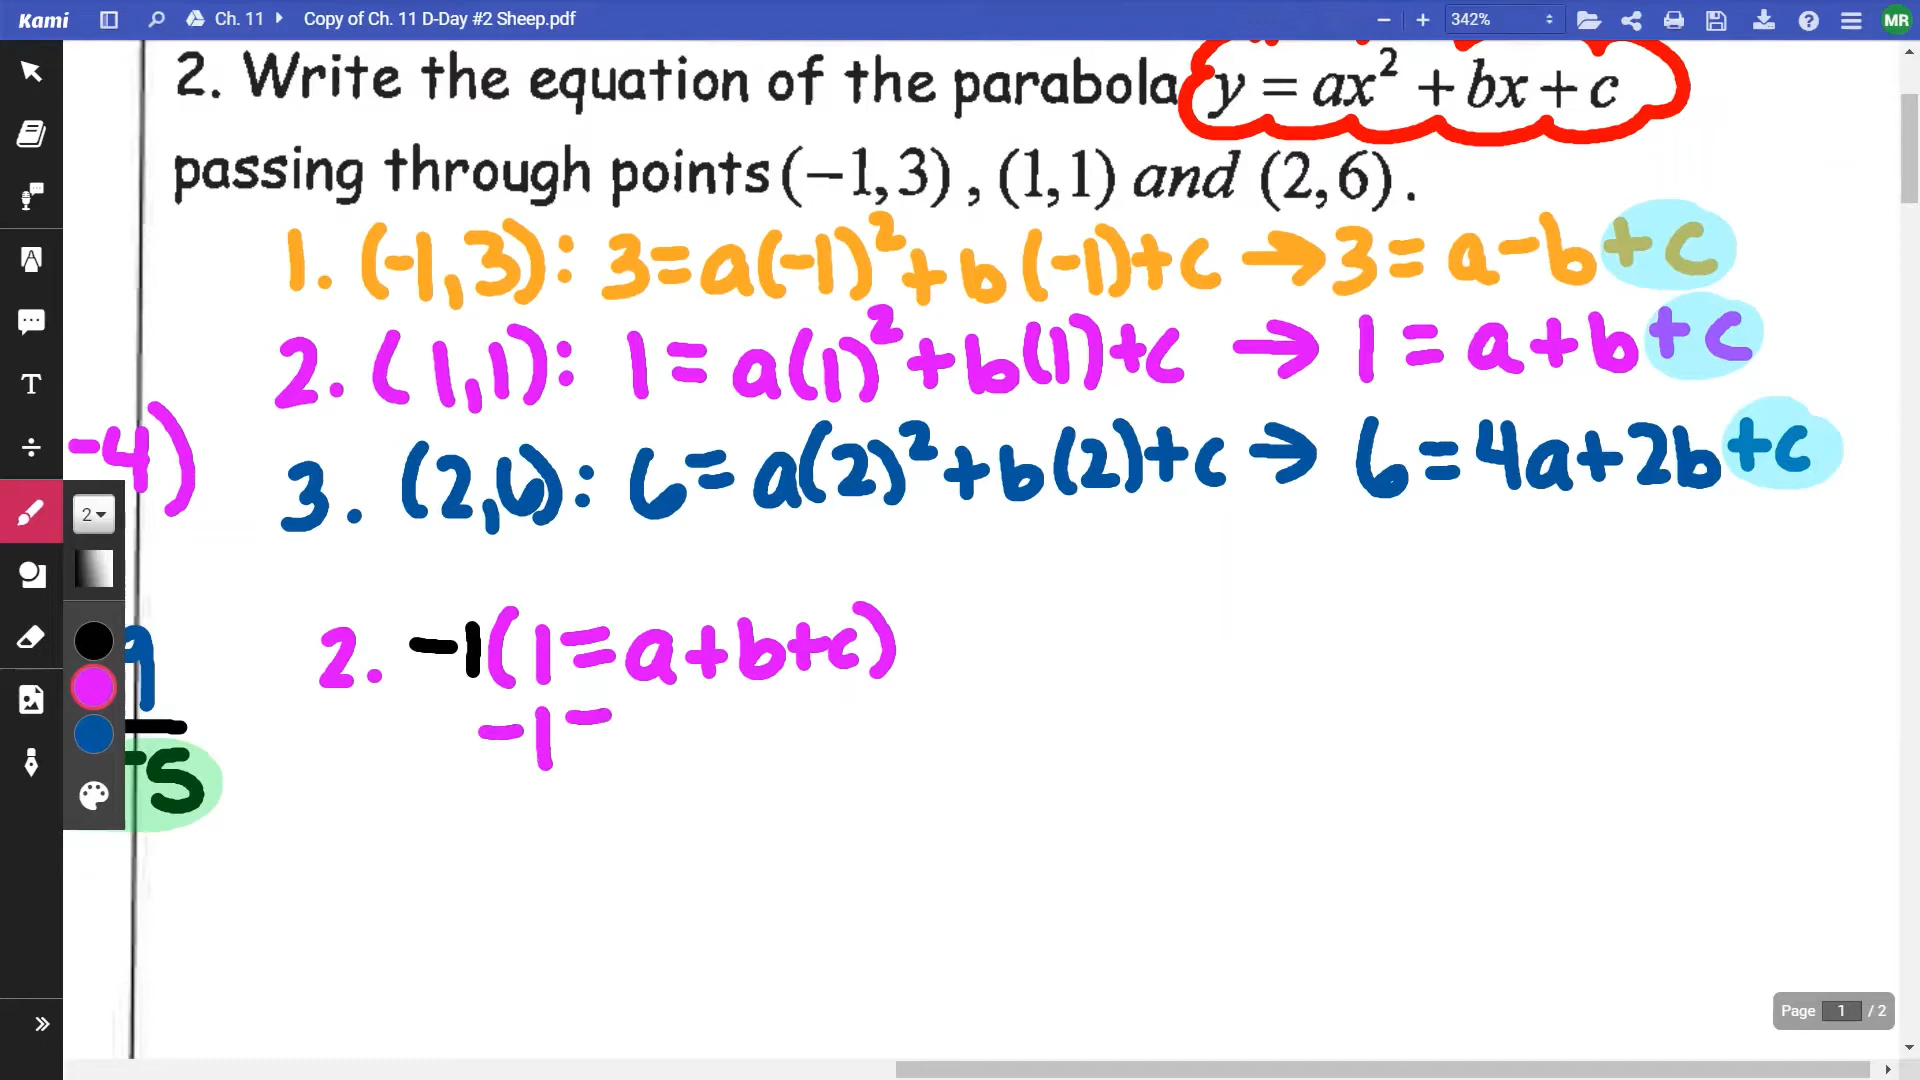 Kami Ch. 11 Copy of Ch. 11 D-Day #2 Sheep.pdf 342% MR
2. Write the equation of the parabola y = ax² + bx + c
passing through points (−1,3) , (1,1) and (2,6) .
1. (-1,3): 3=a(-1)²+b(-1)+c → 3= a-b+c
2. (1,1): 1=a(1)²+b(1)+c → 1=a+b+c
3. (2,6): 6=a(2)²+b(2)+c → 6=4a+2b+c
-4)
2
2. -1(1=a+b+c)
9
-1 -
-5
Page 1 / 2